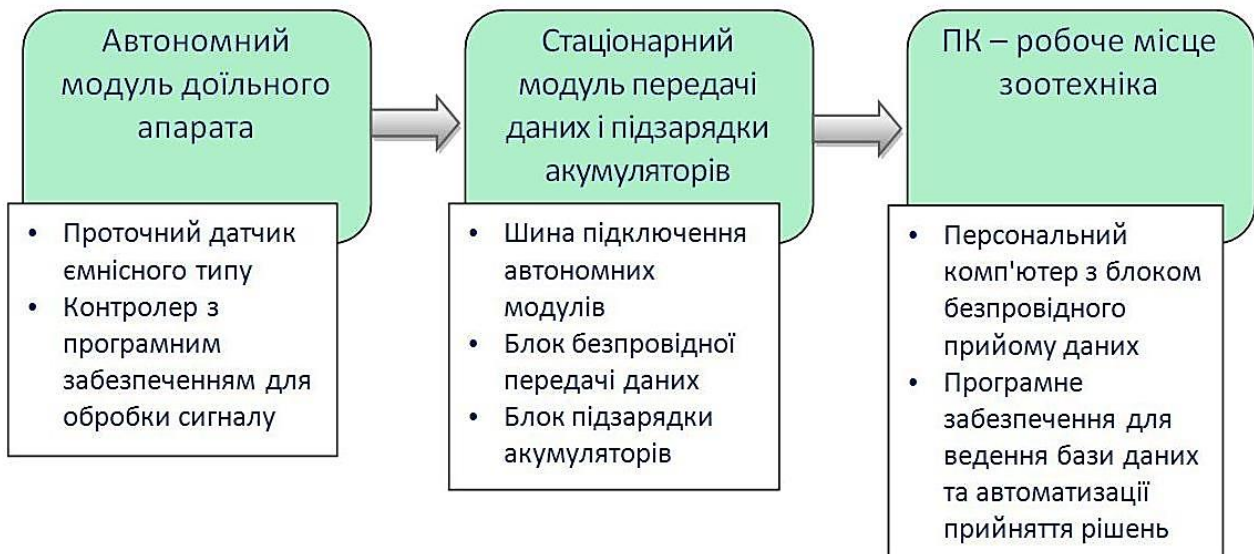 Автономний
модуль доїльного
апарата
• Проточний датчик
ємнісного типу
• Контролер з
програмним
забезпеченням для
обробки сигналу
Стаціонарний
модуль передачі
даних і підзарядки
акумуляторів
• Шина підключення
автономних
модулів
• Блок безпровідної
передачі даних
• Блок підзарядки
акумуляторів
ПК – робоче місце
зоотехніка
• Персональний
комп'ютер з блоком
безпровідного
прийому даних
• Програмне
забезпечення для
ведення бази даних
та автоматизації
прийняття рішень